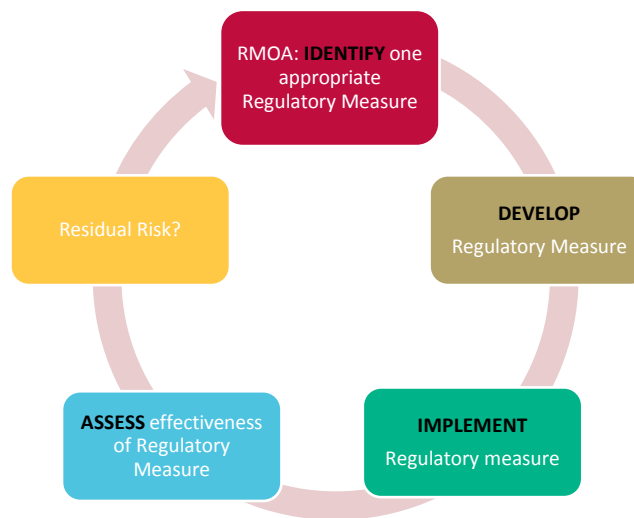 RMOA: IDENTIFY one
appropriate
Regulatory Measure
DEVELOP
Regulatory Measure
IMPLEMENT
Regulatory measure
ASSESS effectiveness
of Regulatory
Measure
Residual Risk?